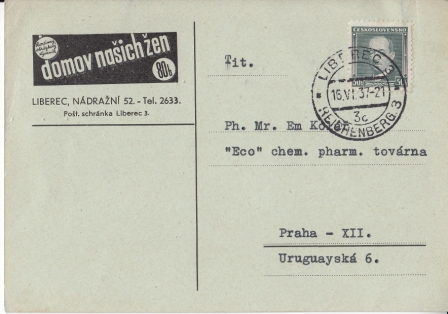 domov našich žen
80h
LIBEREC, NÁDRAŽNÍ 52. - Tel. 2633.
Pošt. schránka Liberec 3.
Tit.
ČESKOSLOVENSKO
LIBEREC 3
16.VI.37-21
3c
REICHENBERG 3
Ph. Mr. Em
"Eco" chem. pharm. továrna
Praha - XII.
Uruguayská 6.